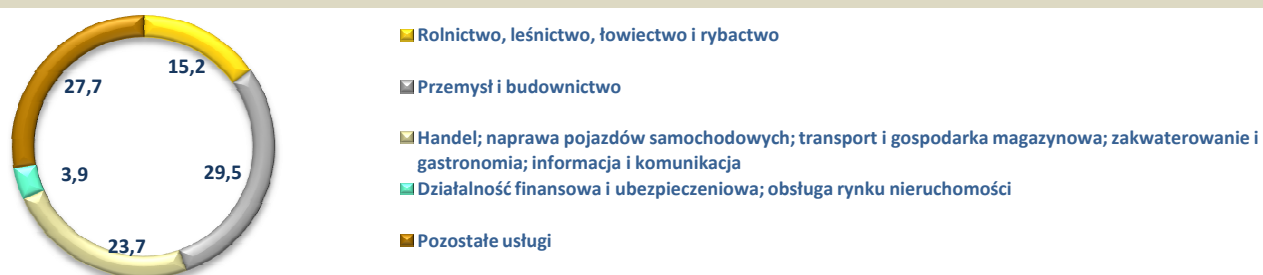 15,2
27,7
3,9
29,5
23,7
Rolnictwo, leśnictwo, łowiectwo i rybactwo
Przemysł i budownictwo
Handel; naprawa pojazdów samochodowych; transport i gospodarka magazynowa; zakwaterowanie i
gastronomia; informacja i komunikacja
Działalność finansowa i ubezpieczeniowa; obsługa rynku nieruchomości
Pozostałe usługi